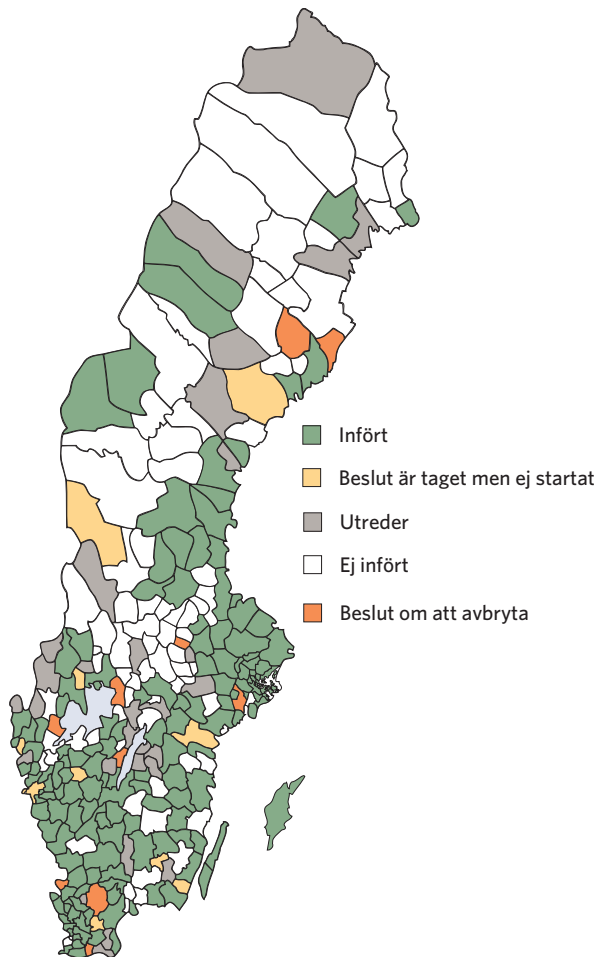 Infört
Beslut är taget men ej startat
Utreder
Ej infört
Beslut om att avbryta